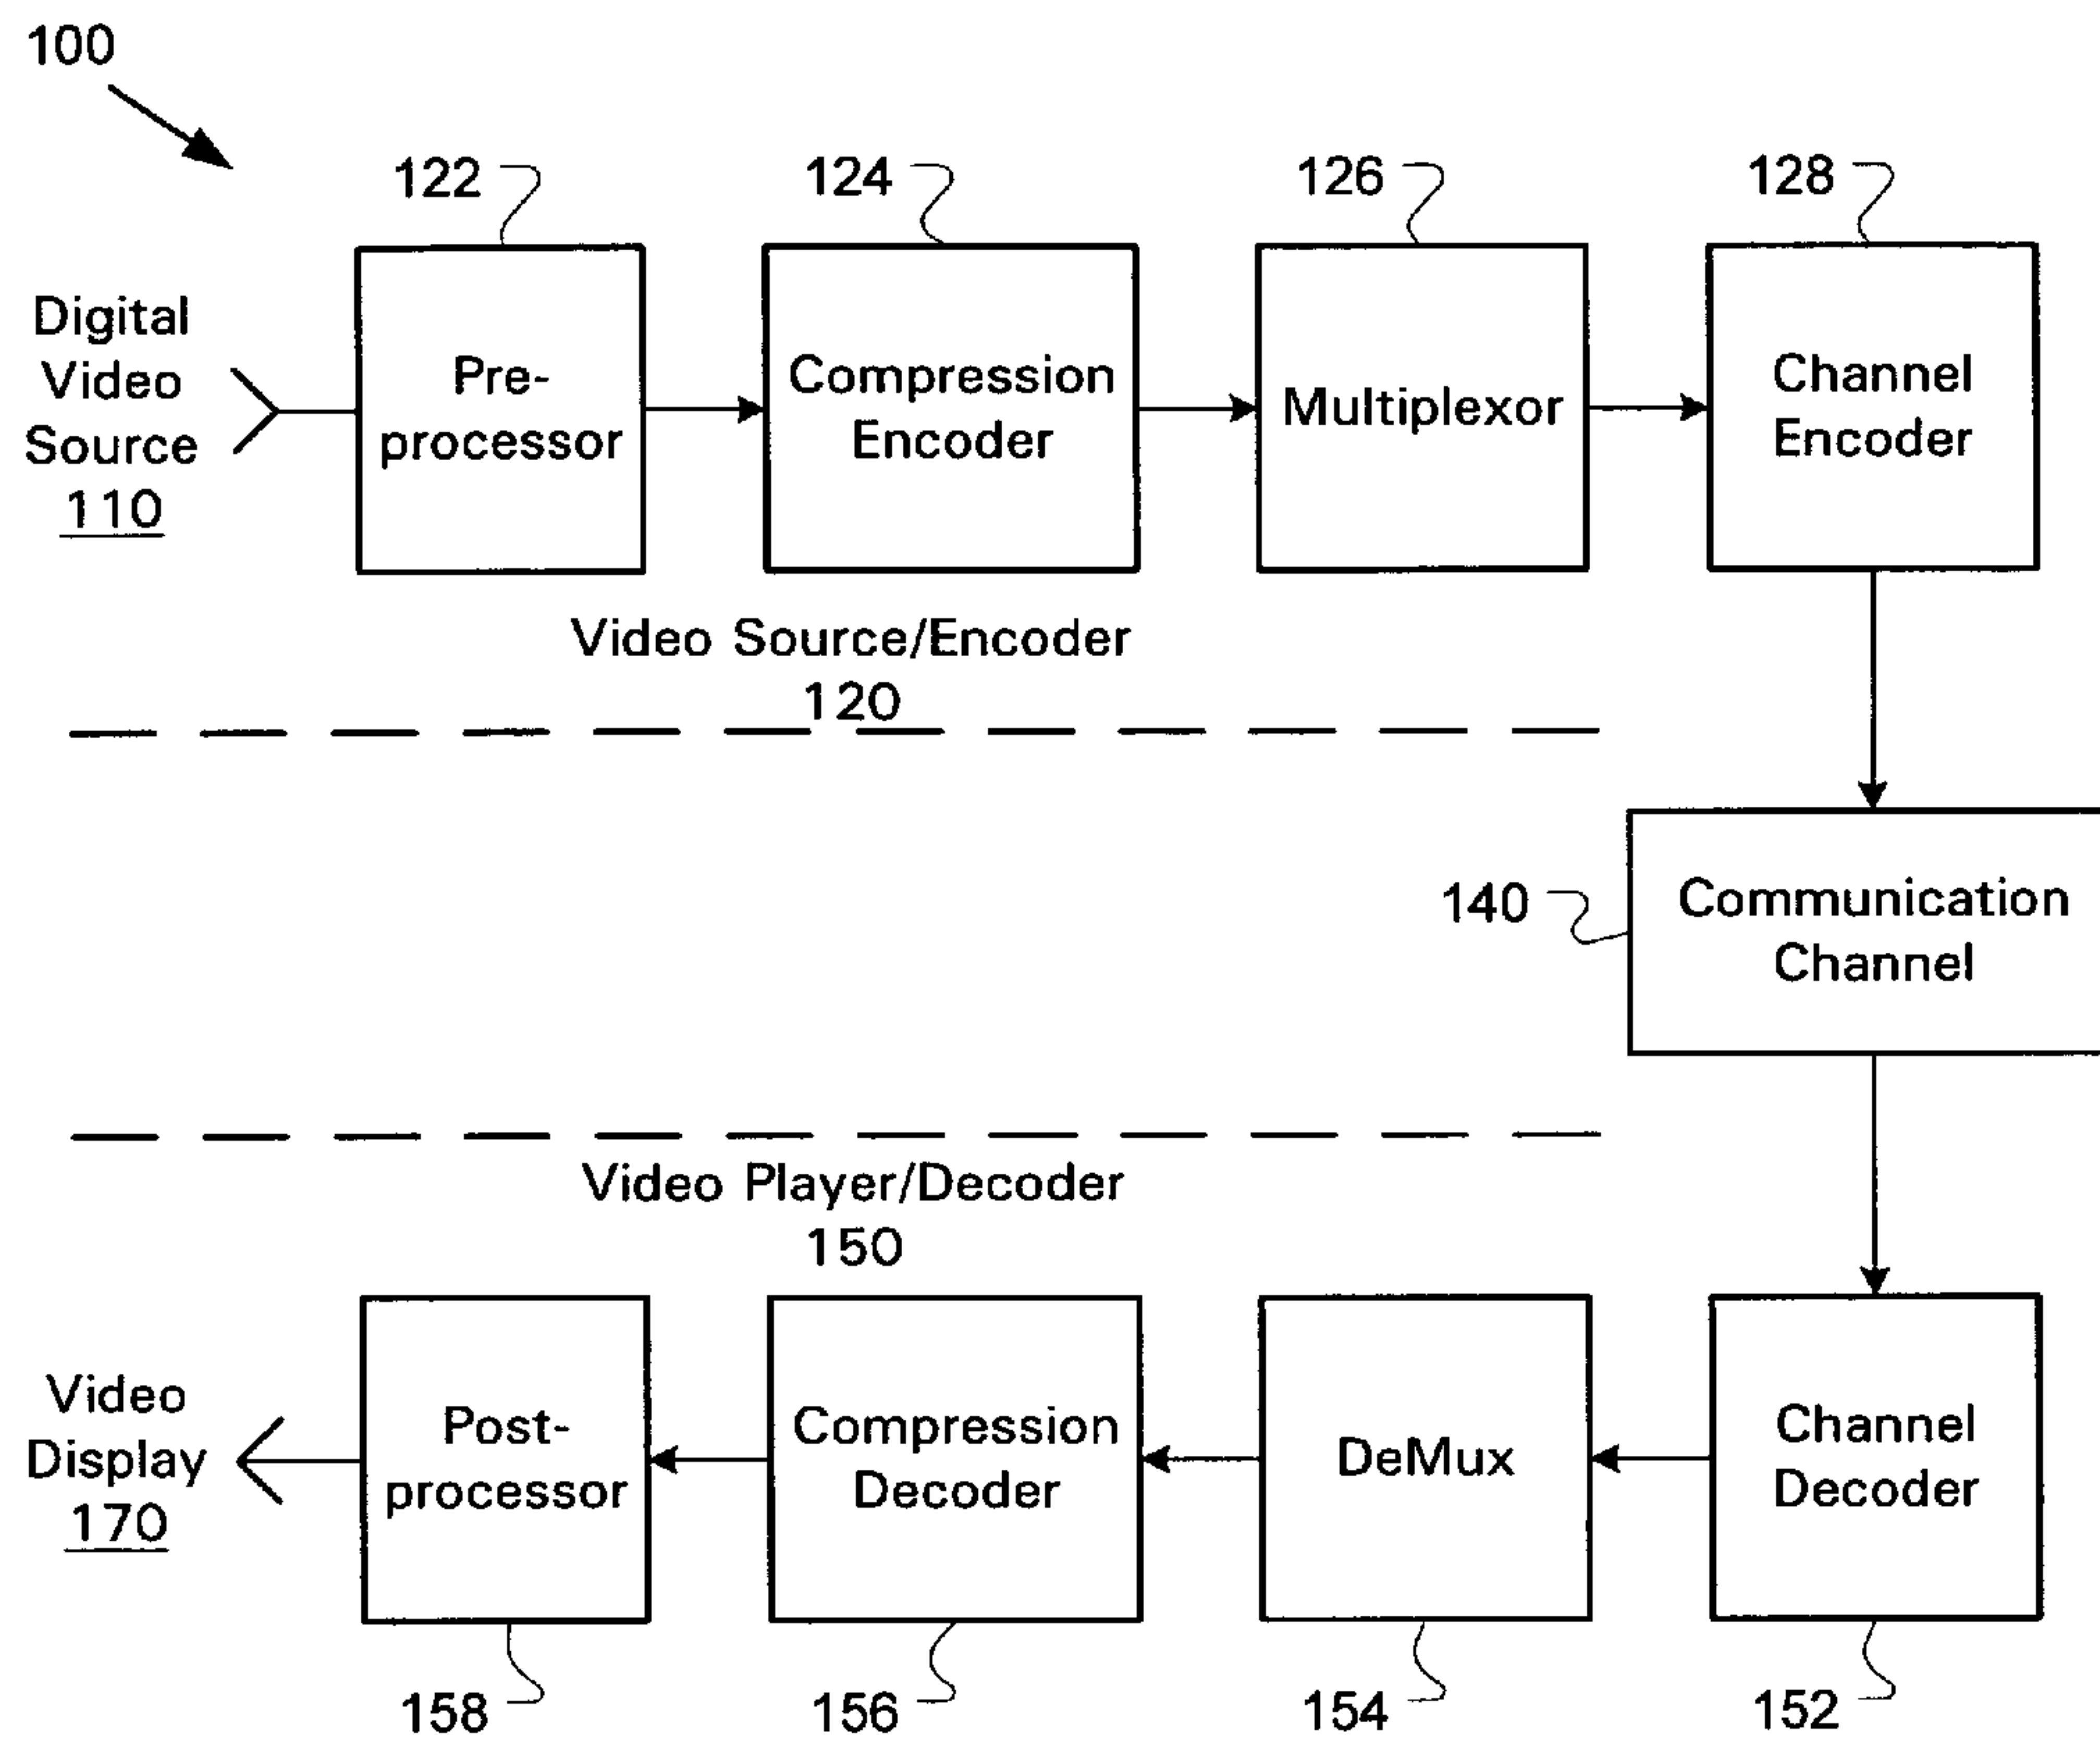 100
122
124
126
128
Digital
Video
Source
110
Pre-
processor
Compression
Encoder
Multiplexor
Channel
Encoder
Video Source/Encoder
120
140
Communication
Channel
Video Player/Decoder
150
Video
Display
170
Post-
processor
Compression
Decoder
DeMux
Channel
Decoder
158
156
154
152